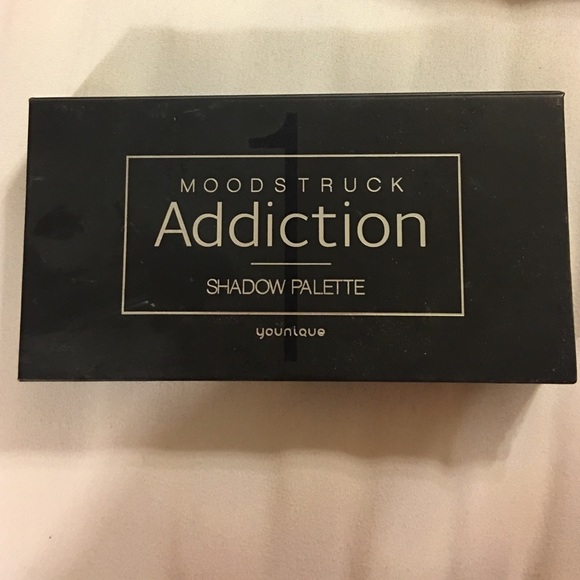 1
MOODSTRUCK
Addiction
SHADOW PALETTE
younique